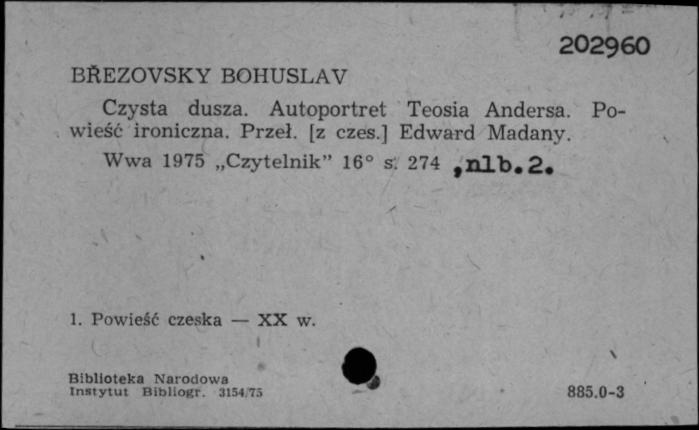 202960
BŘEZOVSKY BOHUSLAV
Czysta dusza. Autoportret Teosia Andersa. Po-
wieść ironiczna. Przeł. [z czes.] Edward Madany.
Wwa 1975 „Czytelnik” 16° s. 274 ,nlb.2.
1. Powieść czeska — XX w.
Biblioteka Narodowa
Instytut Bibliogr. 3154/75
885.0-3